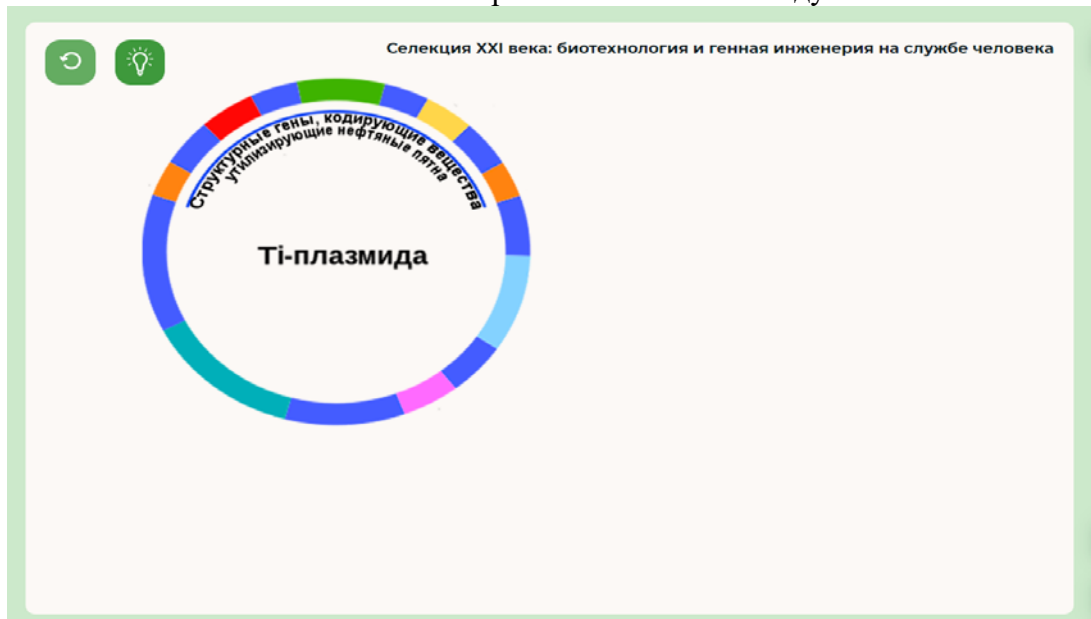 Селекция XXI века: биотехнология и генная инженерия на службе человека
Структурные гены, кодирующие вещества
утилизирующие нефтяные пятна
Ti-плазмида